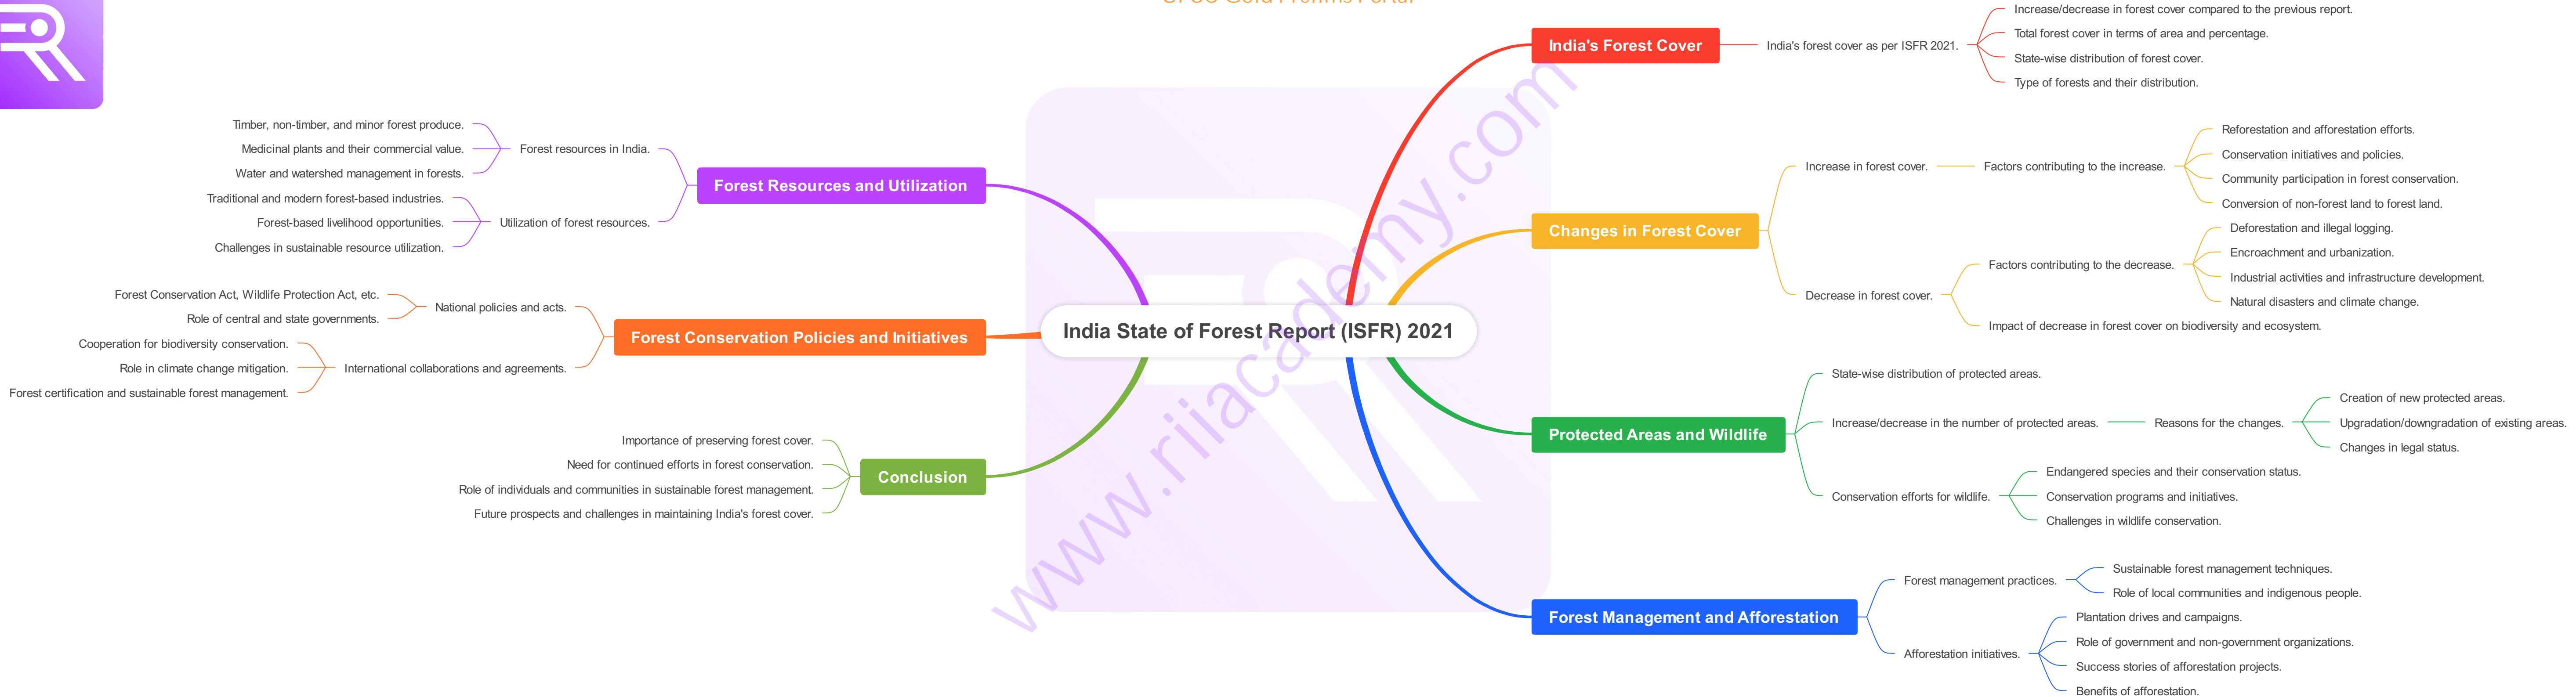 UPSC Gold Prelims Portal
India State of Forest Report (ISFR) 2021
India's Forest Cover
India's forest cover as per ISFR 2021.
Increase/decrease in forest cover compared to the previous report.
Total forest cover in terms of area and percentage.
State-wise distribution of forest cover.
Type of forests and their distribution.
Changes in Forest Cover
Increase in forest cover.
Factors contributing to the increase.
Reforestation and afforestation efforts.
Conservation initiatives and policies.
Community participation in forest conservation.
Conversion of non-forest land to forest land.
Decrease in forest cover.
Factors contributing to the decrease.
Deforestation and illegal logging.
Encroachment and urbanization.
Industrial activities and infrastructure development.
Natural disasters and climate change.
Impact of decrease in forest cover on biodiversity and ecosystem.
Protected Areas and Wildlife
State-wise distribution of protected areas.
Increase/decrease in the number of protected areas.
Reasons for the changes.
Creation of new protected areas.
Upgradation/downgradation of existing areas.
Changes in legal status.
Conservation efforts for wildlife.
Endangered species and their conservation status.
Conservation programs and initiatives.
Challenges in wildlife conservation.
Forest Management and Afforestation
Forest management practices.
Sustainable forest management techniques.
Role of local communities and indigenous people.
Afforestation initiatives.
Plantation drives and campaigns.
Role of government and non-government organizations.
Success stories of afforestation projects.
Benefits of afforestation.
Forest Resources and Utilization
Forest resources in India.
Timber, non-timber, and minor forest produce.
Medicinal plants and their commercial value.
Water and watershed management in forests.
Utilization of forest resources.
Traditional and modern forest-based industries.
Forest-based livelihood opportunities.
Challenges in sustainable resource utilization.
Forest Conservation Policies and Initiatives
National policies and acts.
Forest Conservation Act, Wildlife Protection Act, etc.
Role of central and state governments.
International collaborations and agreements.
Cooperation for biodiversity conservation.
Role in climate change mitigation.
Forest certification and sustainable forest management.
Conclusion
Importance of preserving forest cover.
Need for continued efforts in forest conservation.
Role of individuals and communities in sustainable forest management.
Future prospects and challenges in maintaining India's forest cover.